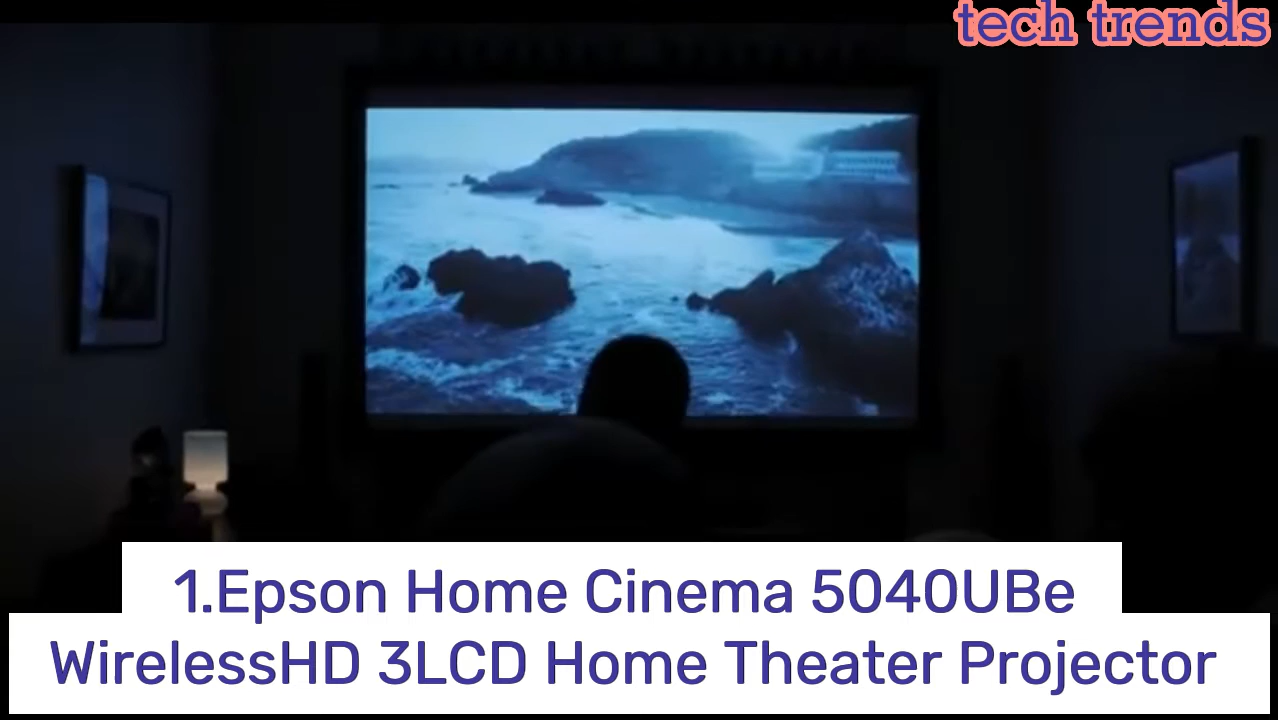 tech trends
1.Epson Home Cinema 5040UBe
WirelessHD 3LCD Home Theater Projector